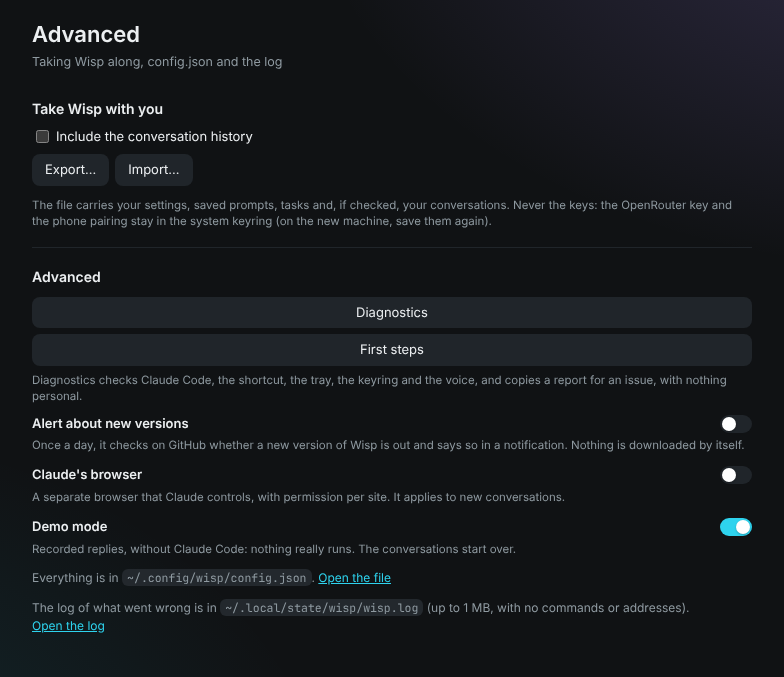 Advanced
Taking Wisp along, config.json and the log
Take Wisp with you
Include the conversation history
Export... Import...
The file carries your settings, saved prompts, tasks and, if checked, your conversations. Never the keys: the OpenRouter key and
the phone pairing stay in the system keyring (on the new machine, save them again).
Advanced
Diagnostics
First steps
Diagnostics checks Claude Code, the shortcut, the tray, the keyring and the voice, and copies a report for an issue, with nothing
personal.
Alert about new versions
Once a day, it checks on GitHub whether a new version of Wisp is out and says so in a notification. Nothing is downloaded by itself.
Claude's browser
A separate browser that Claude controls, with permission per site. It applies to new conversations.
Demo mode
Recorded replies, without Claude Code: nothing really runs. The conversations start over.
Everything is in ~/.config/wisp/config.json. Open the file
The log of what went wrong is in ~/.local/state/wisp/wisp.log (up to 1 MB, with no commands or addresses).
Open the log